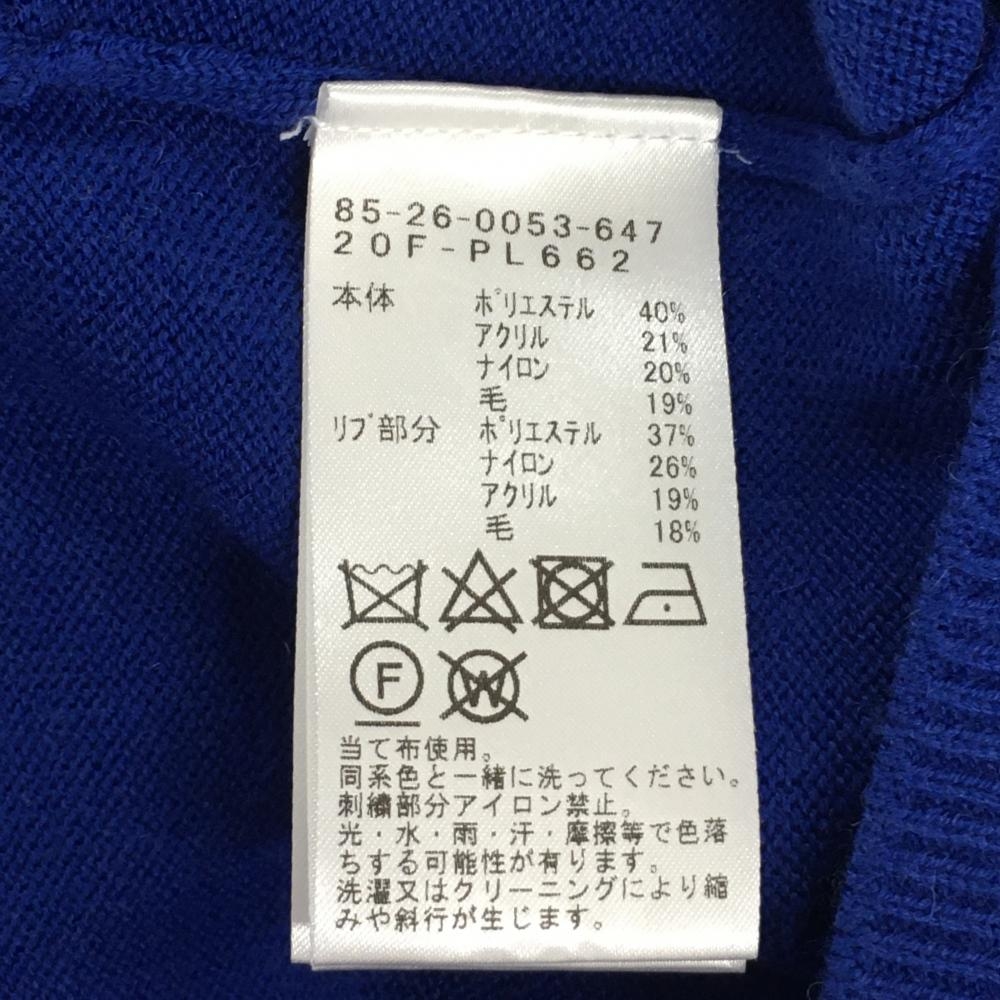 85-26-0053-647
20F-PL662
本体 ポリエステル 40%
アクリル 21%
ナイロン 20%
毛 19%
リブ部分 ポリエステル 37%
ナイロン 26%
アクリル 19%
毛 18%
F W
当て布使用。
同系色と一緒に洗ってください。
刺繍部分アイロン禁止。
光・水・雨・汗・摩擦等で色落
ちする可能性が有ります。
洗濯又はクリーニングにより縮
みや斜行が生じます。